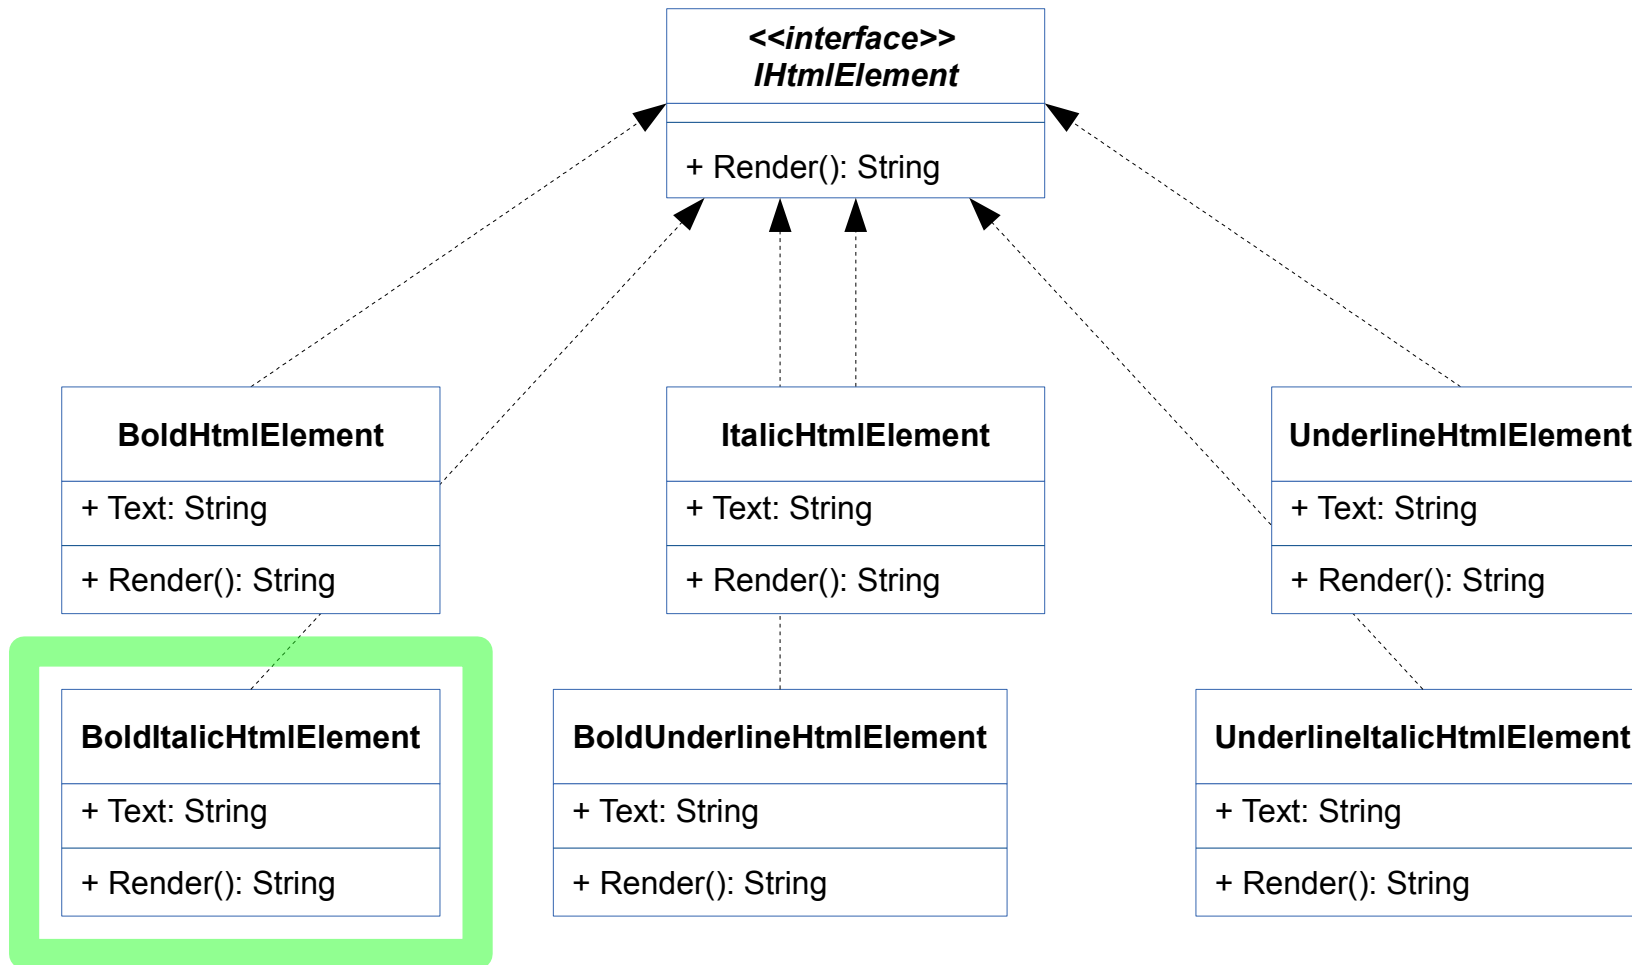 <<interface>>
IHtmlElement
+ Render(): String
BoldHtmlElement
+ Text: String
+ Render(): String
ItalicHtmlElement
+ Text: String
+ Render(): String
UnderlineHtmlElement
+ Text: String
+ Render(): String
BoldItalicHtmlElement
+ Text: String
+ Render(): String
BoldUnderlineHtmlElement
+ Text: String
+ Render(): String
UnderlineItalicHtmlElement
+ Text: String
+ Render(): String